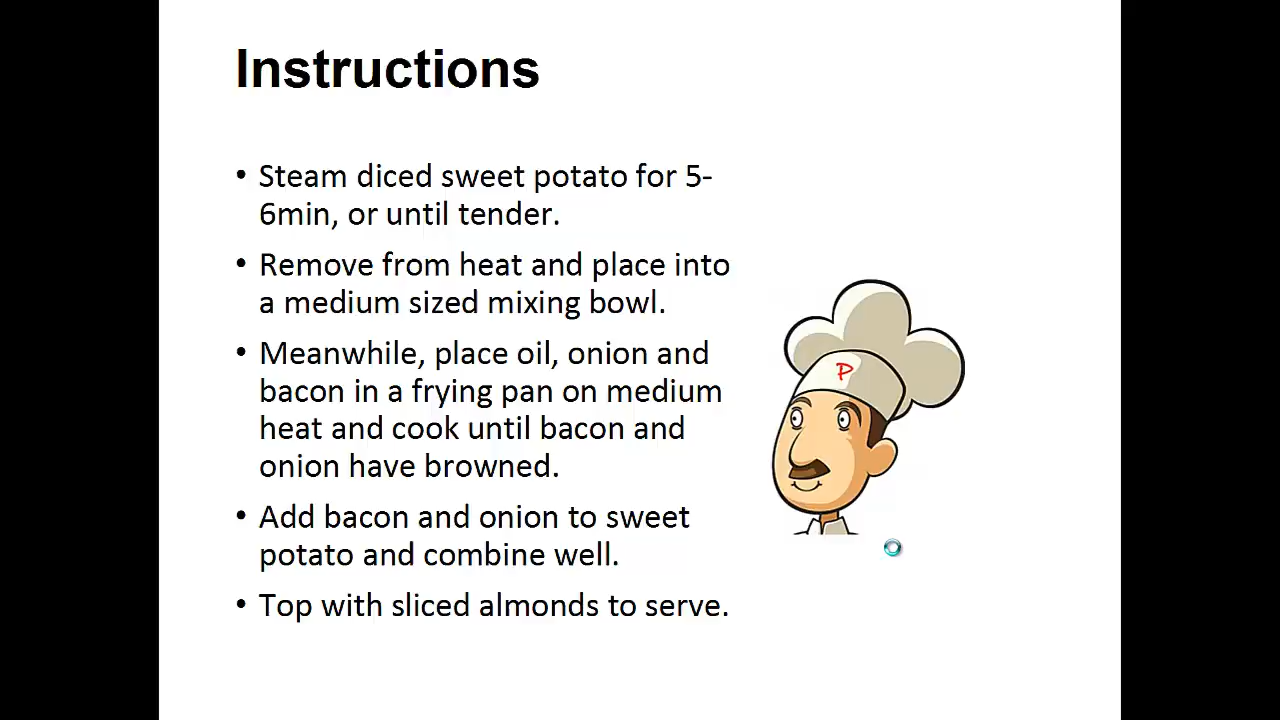 Instructions
• Steam diced sweet potato for 5-
6min, or until tender.
• Remove from heat and place into
a medium sized mixing bowl.
• Meanwhile, place oil, onion and
bacon in a frying pan on medium
heat and cook until bacon and
onion have browned.
• Add bacon and onion to sweet
potato and combine well.
• Top with sliced almonds to serve.
P